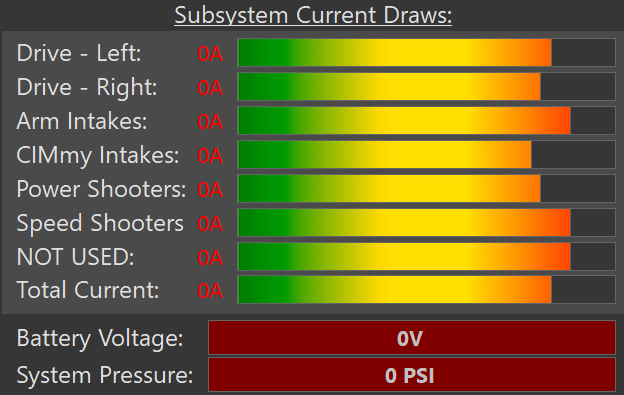 Subsystem Current Draws:
Drive - Left: 0A
Drive - Right: 0A
Arm Intakes: 0A
CIMmy Intakes: 0A
Power Shooters: 0A
Speed Shooters 0A
NOT USED: 0A
Total Current: 0A
Battery Voltage: 0V
System Pressure: 0 PSI